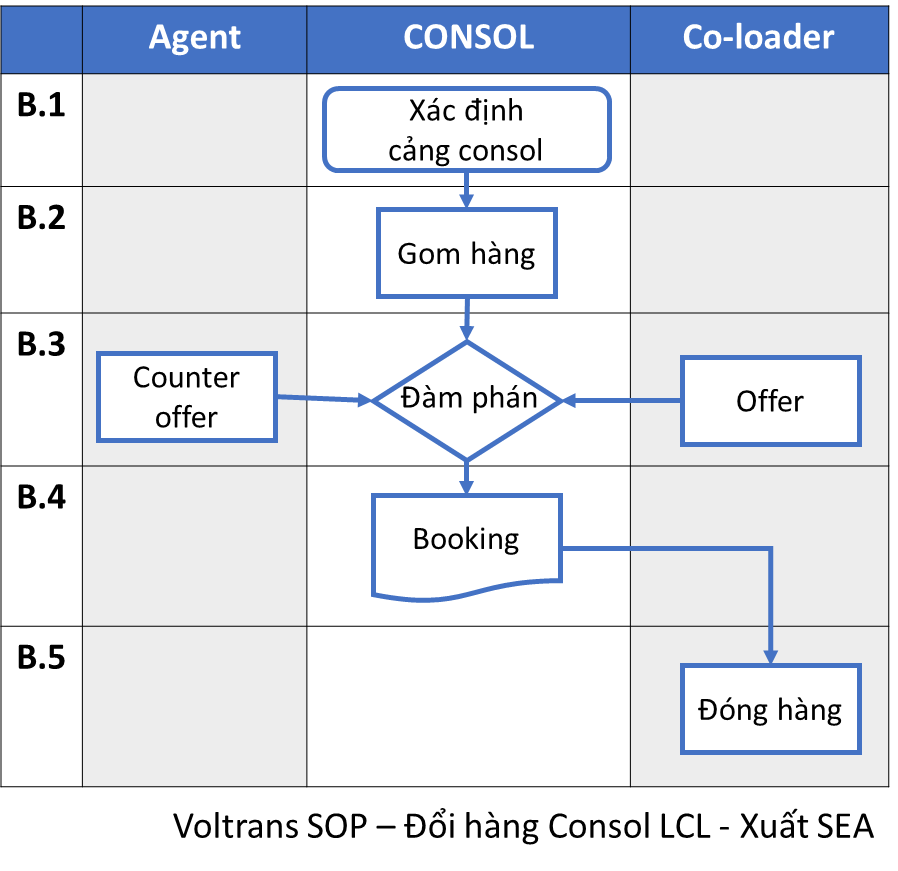 Agent CONSOL Co-loader
B.1
Xác định
cảng consol
B.2
Gom hàng
B.3
Counter
offer
Đàm phán
Offer
B.4
Booking
B.5
Đóng hàng
Voltrans SOP – Đổi hàng Consol LCL - Xuất SEA